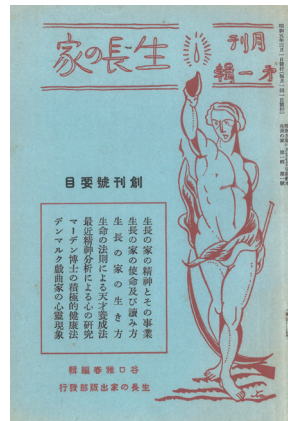 月刊
第一輯
生長の家
創刊號要目
生長の家の精神とその事業
生長の家の使命及び讀み方
生長の家の生き方
生命の法則による天才養成法
最近精神分析による心の研究
マーデン博士の積極的健康法
デンマルク戯曲家の心靈現象
谷口雅春編輯
生長の家出版部發行